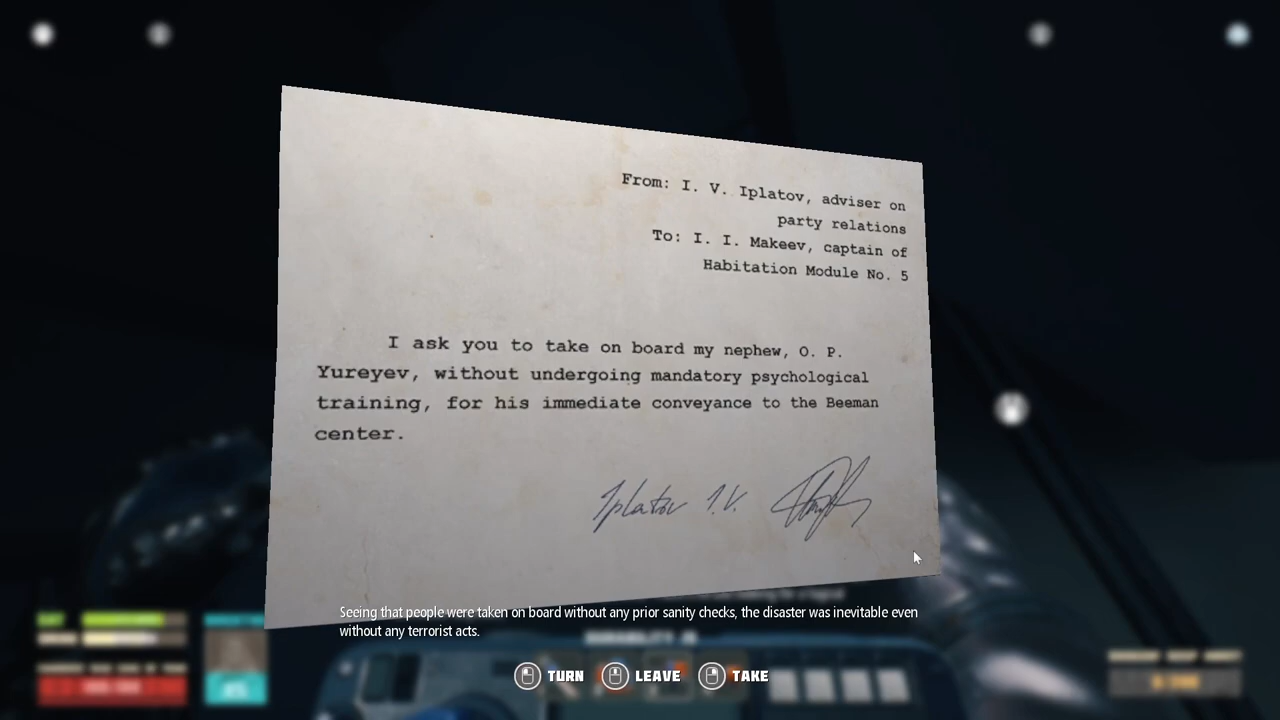 From: I. V. Iplatov, adviser on
party relations
To: I. I. Makeev, captain of
Habitation Module No. 5
I ask you to take on board my nephew, O. P.
Yureyev, without undergoing mandatory psychological
training, for his immediate conveyance to the Beeman
center.
Iplatov I.V.
Seeing that people were taken on board without any prior sanity checks, the disaster was inevitable even
without any terrorist acts.
TURN LEAVE TAKE